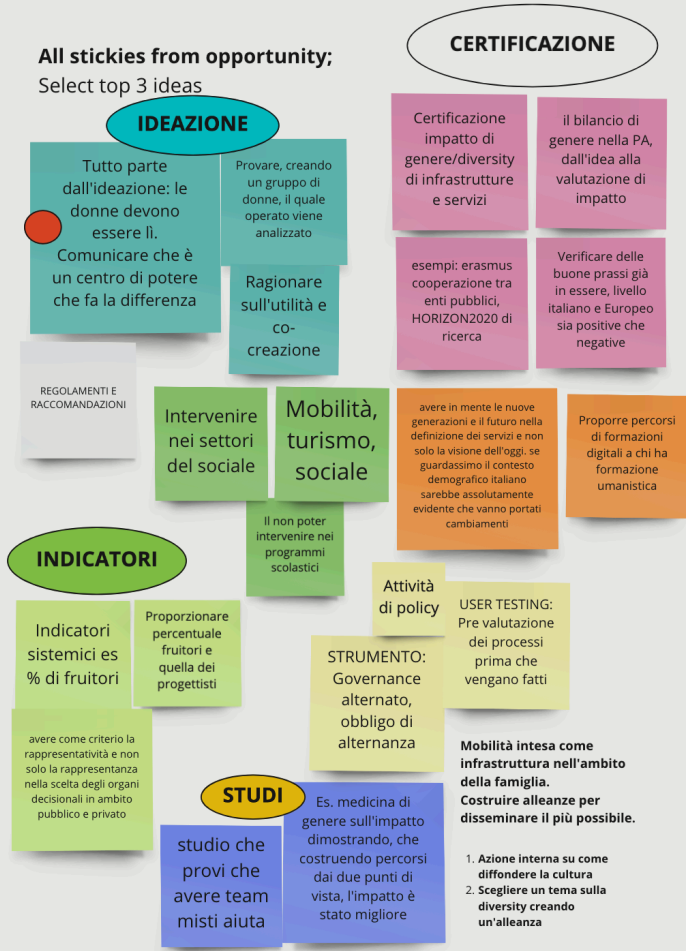 All stickies from opportunity;
Select top 3 ideas
CERTIFICAZIONE
IDEAZIONE
Tutto parte
dall'ideazione: le
donne devono
essere lì.
Comunicare che è
un centro di potere
che fa la differenza
Provare, creando
un gruppo di
donne, il quale
operato viene
analizzato
Ragionare
sull'utilità e
co-
creazione
Certificazione
impatto di
genere/diversity
di infrastrutture
e servizi
il bilancio di
genere nella PA,
dall'idea alla
valutazione di
impatto
esempi: erasmus
cooperazione tra
enti pubblici,
HORIZON2020 di
ricerca
Verificare delle
buone prassi già
in essere, livello
italiano e Europeo
sia positive che
negative
REGOLAMENTI E
RACCOMANDAZIONI
Intervenire
nei settori
del sociale
Mobilità,
turismo,
sociale
Il non poter
intervenire nei
programmi
scolastici
avere in mente le nuove
generazioni e il futuro nella
definizione dei servizi e non
solo la visione dell'oggi. se
guardassimo il contesto
demografico italiano
sarebbe assolutamente
evidente che vanno portati
cambiamenti
Proporre percorsi
di formazioni
digitali a chi ha
formazione
umanistica
INDICATORI
Indicatori
sistemici es
% di fruitori
Proporzionare
percentuale
fruitori e
quella dei
progettisti
avere come criterio la
rappresentatività e non
solo la rappresentanza
nella scelta degli organi
decisionali in ambito
pubblico e privato
Attività
di policy
USER TESTING:
Pre valutazione
dei processi
prima che
vengano fatti
STRUMENTO:
Governance
alternato,
obbligo di
alternanza
STUDI
studio che
provi che
avere team
misti aiuta
Es. medicina di
genere sull'impatto
dimostrando, che
costruendo percorsi
dai due punti di
vista, l'impatto è
stato migliore
Mobilità intesa come
infrastruttura nell'ambito
della famiglia.
Costruire alleanze per
disseminare il più possibile.
1. Azione interna su come
diffondere la cultura
2. Scegliere un tema sulla
diversity creando
un'alleanza